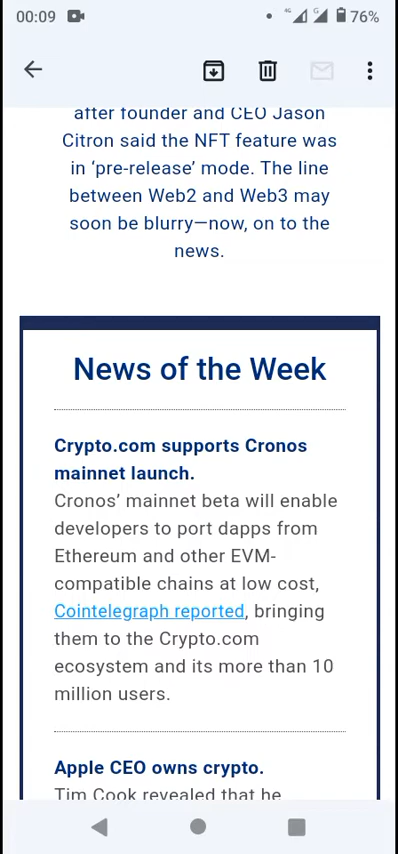 00:09
4G
G
76%
after founder and CEO Jason
Citron said the NFT feature was
in ‘pre-release’ mode. The line
between Web2 and Web3 may
soon be blurry—now, on to the
news.
News of the Week
Crypto.com supports Cronos
mainnet launch.
Cronos’ mainnet beta will enable
developers to port dapps from
Ethereum and other EVM-
compatible chains at low cost,
Cointelegraph reported, bringing
them to the Crypto.com
ecosystem and its more than 10
million users.
Apple CEO owns crypto.
Tim Cook revealed that he